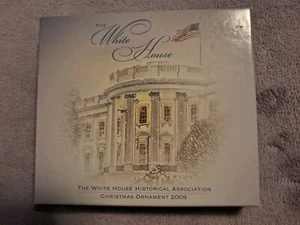 THE
White
House
THE WHITE HOUSE HISTORICAL ASSOCIATION
CHRISTMAS ORNAMENT 2009